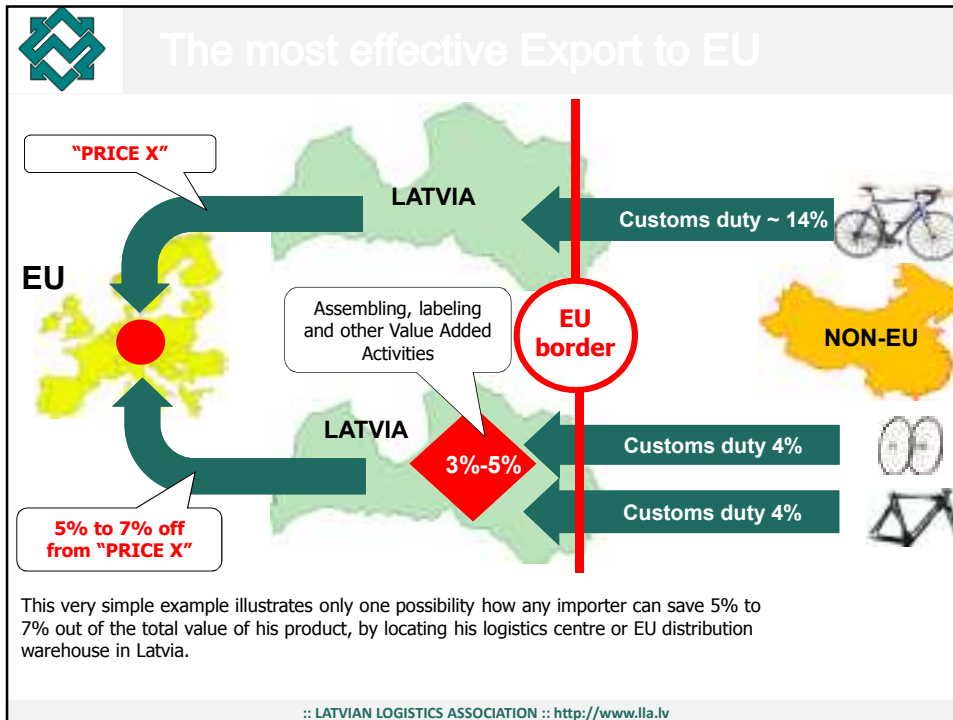 The most effective Export to EU
“PRICE X”
LATVIA
Customs duty ~ 14%
EU
Assembling, labeling
and other Value Added
Activities
EU
border
NON-EU
LATVIA
3%-5%
Customs duty 4%
Customs duty 4%
5% to 7% off
from “PRICE X”
This very simple example illustrates only one possibility how any importer can save 5% to
7% out of the total value of his product, by locating his logistics centre or EU distribution
warehouse in Latvia.
:: LATVIAN LOGISTICS ASSOCIATION :: http://www.lla.lv